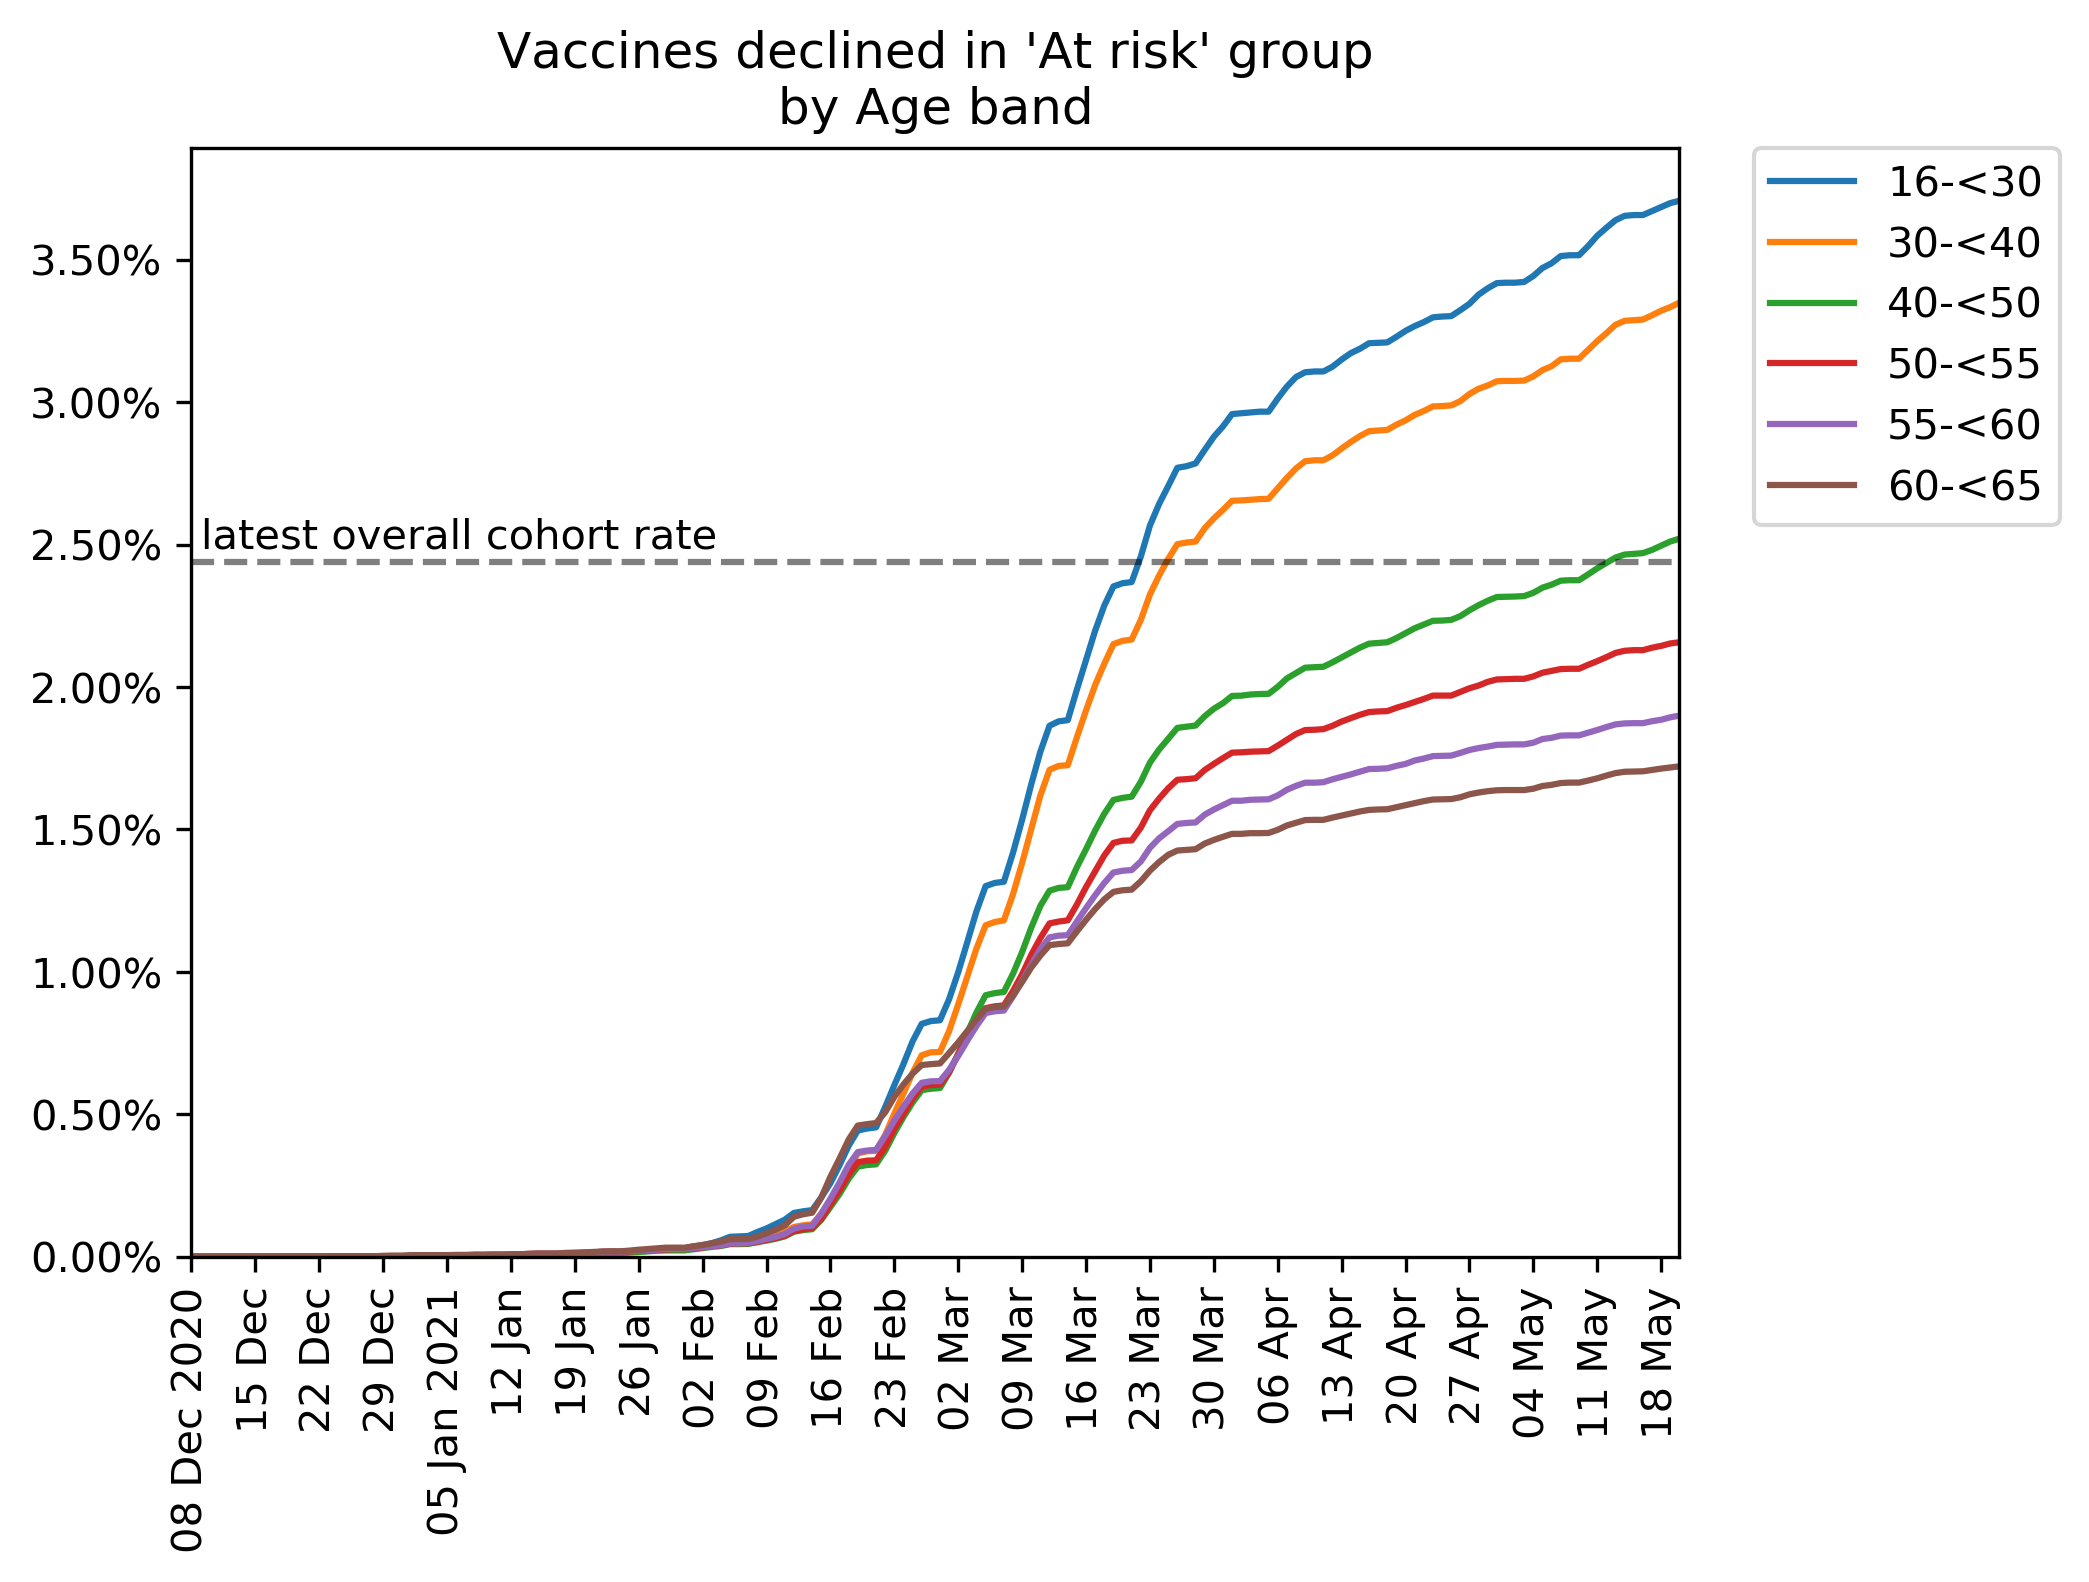 Vaccines declined in 'At risk' group
by Age band
16-<30
30-<40
40-<50
50-<55
55-<60
60-<65
3.50%
3.00%
2.50%
2.00%
1.50%
1.00%
0.50%
0.00%
latest overall cohort rate
08 Dec 2020
15 Dec
22 Dec
29 Dec
05 Jan 2021
12 Jan
19 Jan
26 Jan
02 Feb
09 Feb
16 Feb
23 Feb
02 Mar
09 Mar
16 Mar
23 Mar
30 Mar
06 Apr
13 Apr
20 Apr
27 Apr
04 May
11 May
18 May